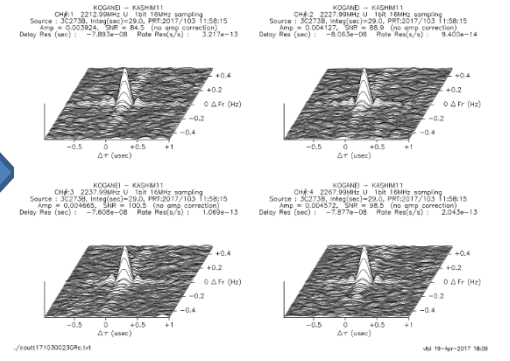 KOGANEI - KASHIM11
CH#:1 2212.99MHz U 1bit 16MHz sampling
Source : 3C273B, Integ(sec)=29.0, PRT:2017/103 11:58:15
Amp = 0.003924, SNR = 84.5 (no amp correction)
Delay Res (sec) : -7.893e-08 Rate Res(s/s) : 3.217e-13
+0.4
+0.2
0 Δ Fr (Hz)
-0.2
-0.4
-0.5 0 +0.5 +1
Δτ (usec)
KOGANEI - KASHIM11
CH#:2 2227.99MHz U 1bit 16MHz sampling
Source : 3C273B, Integ(sec)=29.0, PRT:2017/103 11:58:15
Amp = 0.004127, SNR = 88.9 (no amp correction)
Delay Res (sec) : -8.063e-08 Rate Res(s/s) : 9.400e-14
+0.4
+0.2
0 Δ Fr (Hz)
-0.2
-0.4
-0.5 0 +0.5 +1
Δτ (usec)
KOGANEI - KASHIM11
CH#:3 2237.99MHz U 1bit 16MHz sampling
Source : 3C273B, Integ(sec)=29.0, PRT:2017/103 11:58:15
Amp = 0.004665, SNR = 100.5 (no amp correction)
Delay Res (sec) : -7.608e-08 Rate Res(s/s) : 1.069e-13
+0.4
+0.2
0 Δ Fr (Hz)
-0.2
-0.4
-0.5 0 +0.5 +1
Δτ (usec)
KOGANEI - KASHIM11
CH#:4 2267.99MHz U 1bit 16MHz sampling
Source : 3C273B, Integ(sec)=29.0, PRT:2017/103 11:58:15
Amp = 0.004572, SNR = 98.5 (no amp correction)
Delay Res (sec) : -7.877e-08 Rate Res(s/s) : 2.043e-13
+0.4
+0.2
0 Δ Fr (Hz)
-0.2
-0.4
-0.5 0 +0.5 +1
Δτ (usec)
vlbi 19-Apr-2017 18:09